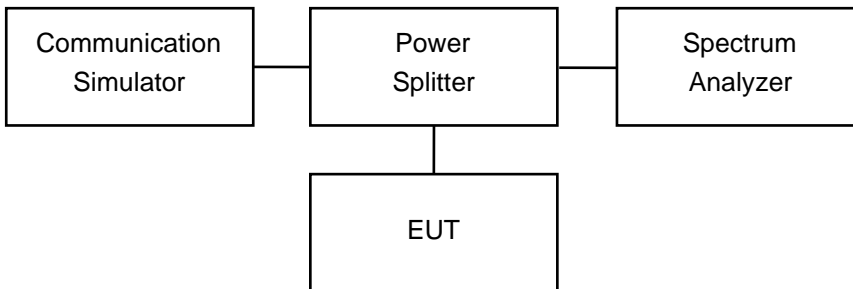 Communication
Simulator
Power
Splitter
Spectrum
Analyzer
EUT